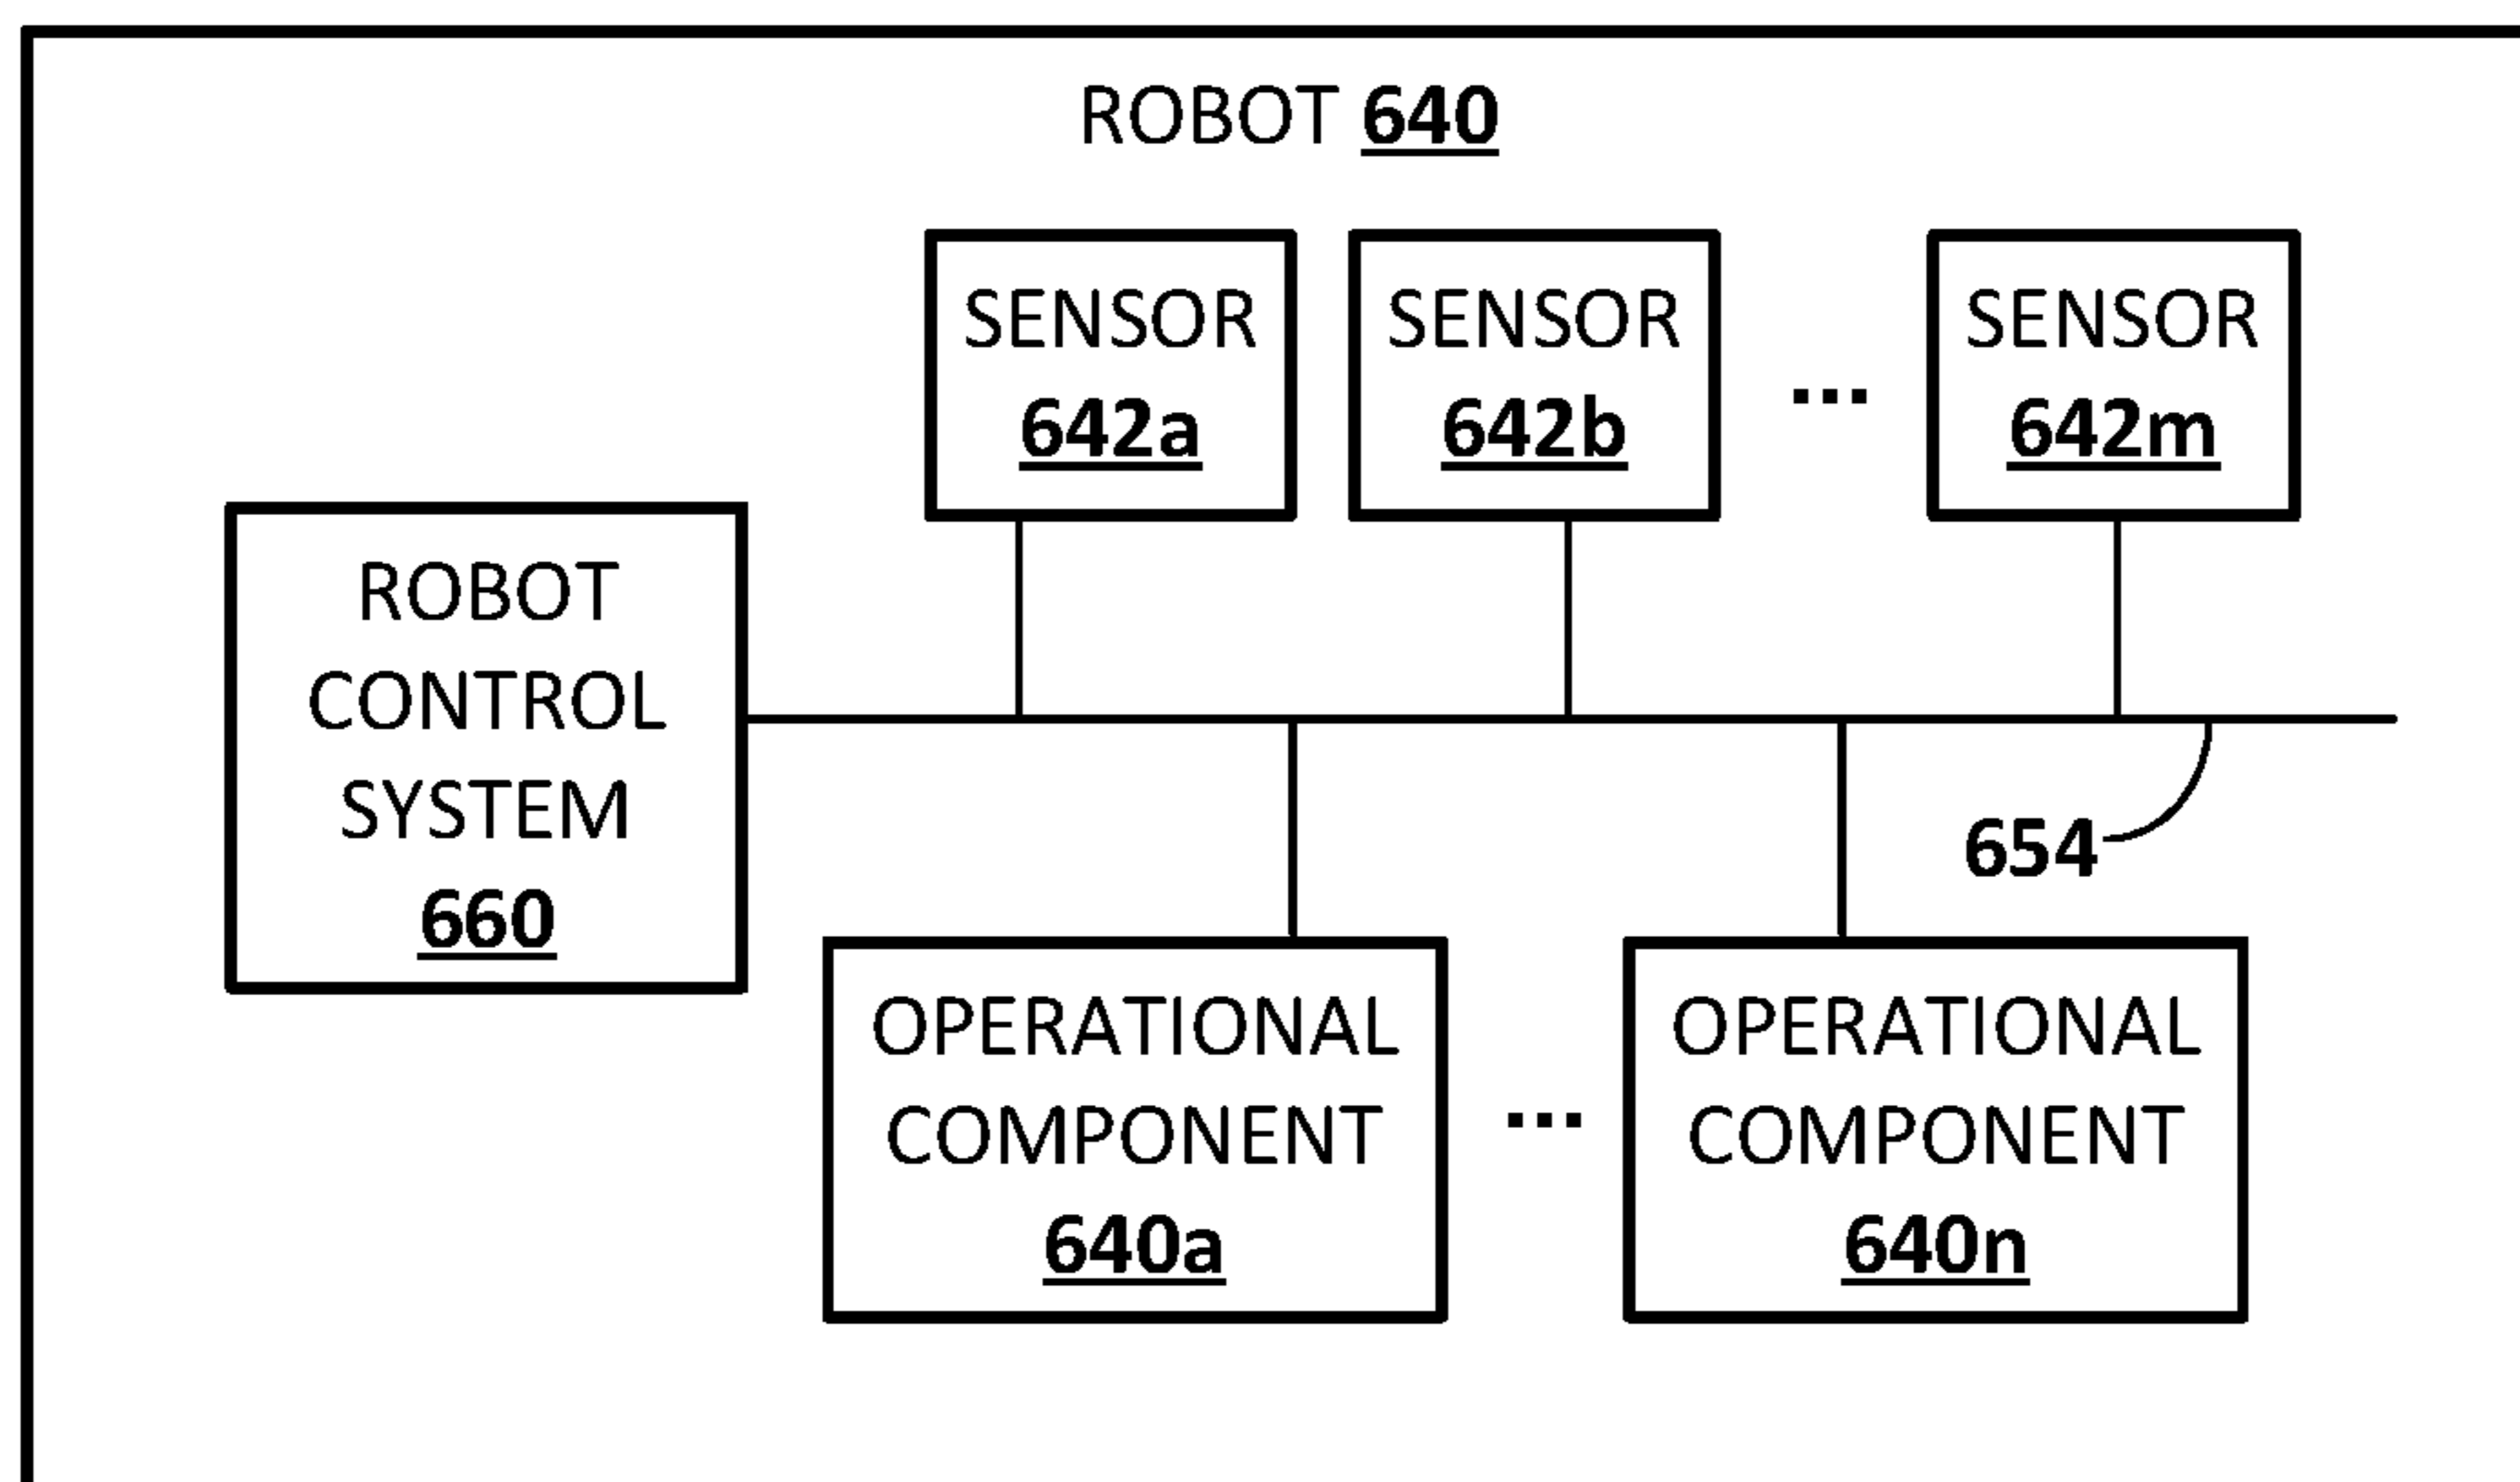 ROBOT 640
SENSOR
642a
SENSOR
642b
...
SENSOR
642m
ROBOT
CONTROL
SYSTEM
660
654
OPERATIONAL
COMPONENT
640a
...
OPERATIONAL
COMPONENT
640n